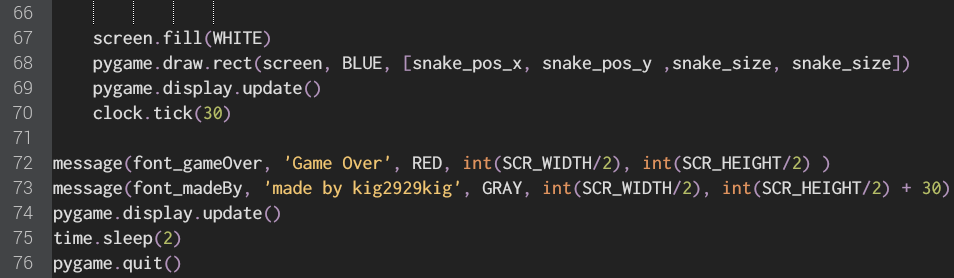 66
67 screen.fill(WHITE)
68 pygame.draw.rect(screen, BLUE, [snake_pos_x, snake_pos_y ,snake_size, snake_size])
69 pygame.display.update()
70 clock.tick(30)
71
72 message(font_gameOver, 'Game Over', RED, int(SCR_WIDTH/2), int(SCR_HEIGHT/2) )
73 message(font_madeBy, 'made by kig2929kig', GRAY, int(SCR_WIDTH/2), int(SCR_HEIGHT/2) + 30)
74 pygame.display.update()
75 time.sleep(2)
76 pygame.quit()